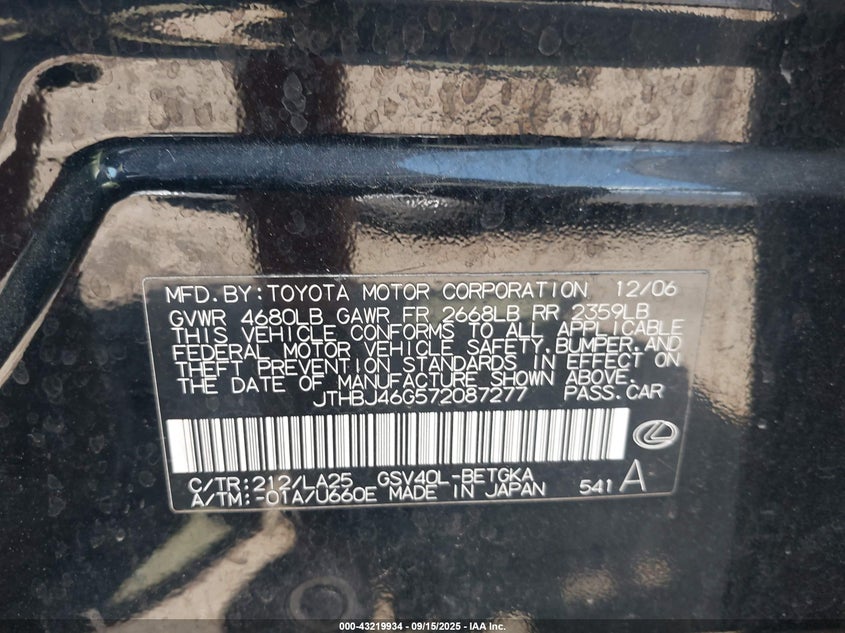 MFD. BY: TOYOTA MOTOR CORPORATION 12/06
GVWR 4680LB GAWR FR 2668LB RR 2359LB
THIS VEHICLE CONFORMS TO ALL APPLICABLE
FEDERAL MOTOR VEHICLE SAFETY, BUMPER, AND
THEFT PREVENTION STANDARDS IN EFFECT ON
THE DATE OF MANUFACTURE SHOWN ABOVE.
JTHBJ46G572087277 PASS.CAR
C/TR:212/LA25 GSV40L-BETGKA
A/TM:-01A/U660E MADE IN JAPAN 541 A
000-43219934 - 09/15/2025 - IAA Inc.